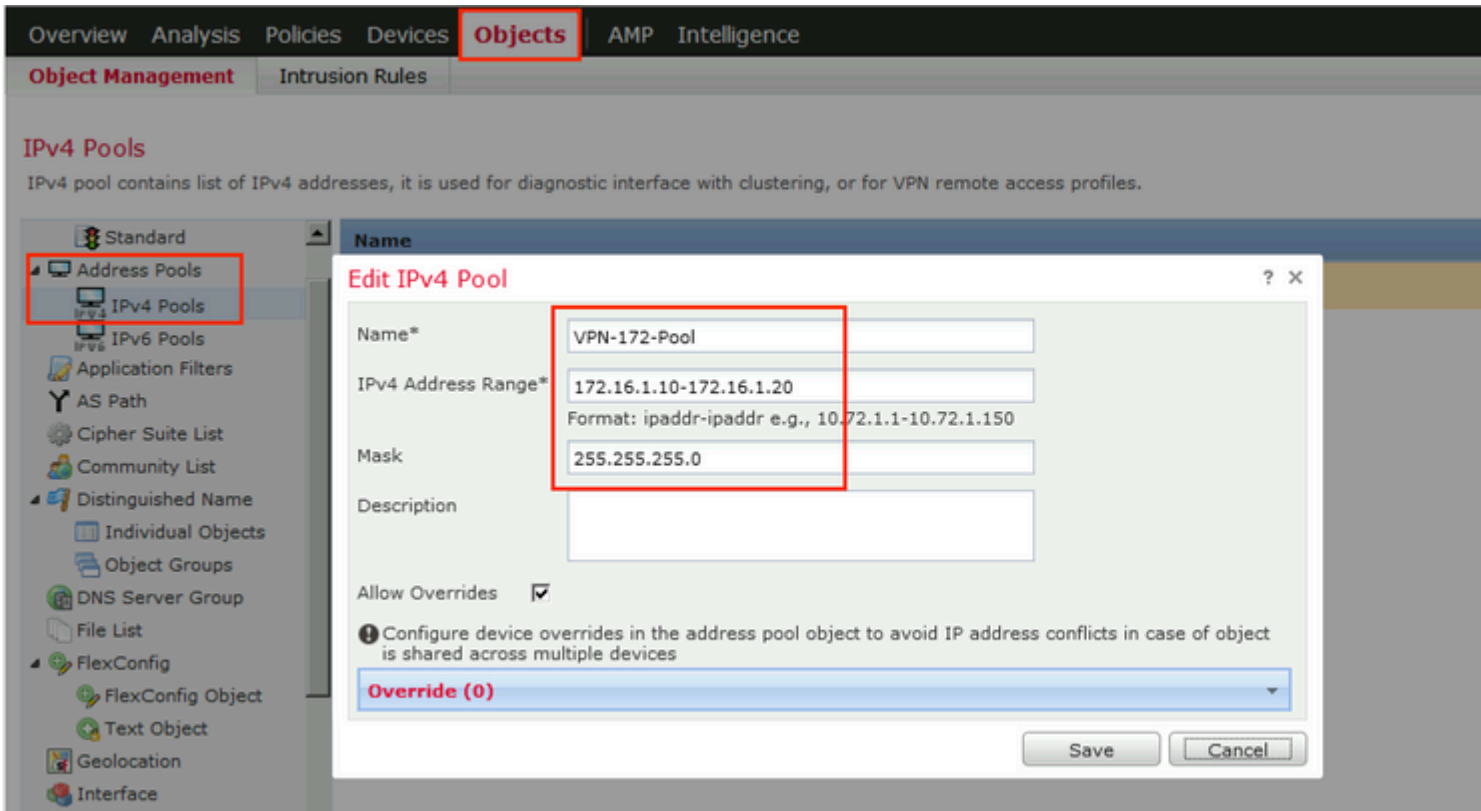 Overview Analysis Policies Devices Objects AMP Intelligence
Object Management Intrusion Rules
IPv4 Pools
IPv4 pool contains list of IPv4 addresses, it is used for diagnostic interface with clustering, or for VPN remote access profiles.
Standard
Address Pools
IPv4 IPv4 Pools
IPv6 IPv6 Pools
Application Filters
AS Path
Cipher Suite List
Community List
Distinguished Name
Individual Objects
Object Groups
DNS Server Group
File List
FlexConfig
FlexConfig Object
Text Object
Geolocation
Interface
Name
Edit IPv4 Pool ?
Name* VPN-172-Pool
IPv4 Address Range* 172.16.1.10-172.16.1.20
Format: ipaddr-ipaddr e.g., 10.72.1.1-10.72.1.150
Mask 255.255.255.0
Description
Allow Overrides
Configure device overrides in the address pool object to avoid IP address conflicts in case of object
is shared across multiple devices
Override (0)
Save Cancel